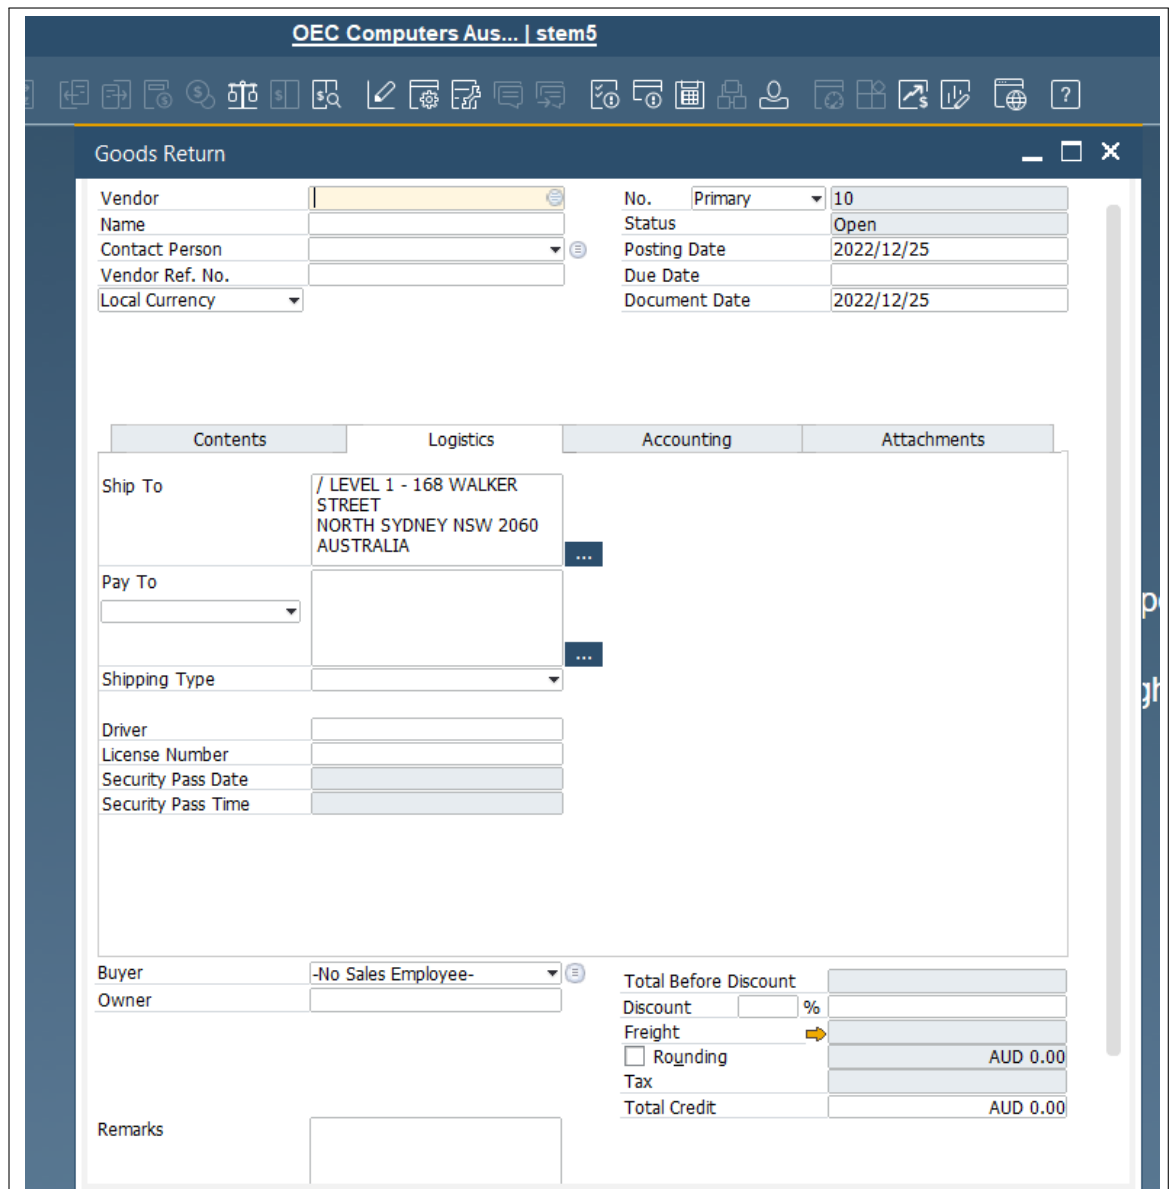 OEC Computers Aus... | stem5
Goods Return
Vendor
Name
Contact Person
Vendor Ref. No.
Local Currency
No. Primary 10
Status Open
Posting Date 2022/12/25
Due Date
Document Date 2022/12/25
Contents Logistics Accounting Attachments
Ship To
/ LEVEL 1 - 168 WALKER
STREET
NORTH SYDNEY NSW 2060
AUSTRALIA
...
Pay To
...
Shipping Type
Driver
License Number
Security Pass Date
Security Pass Time
Buyer -No Sales Employee-
Owner
Total Before Discount
Discount %
Freight
Rounding AUD 0.00
Tax
Total Credit AUD 0.00
Remarks